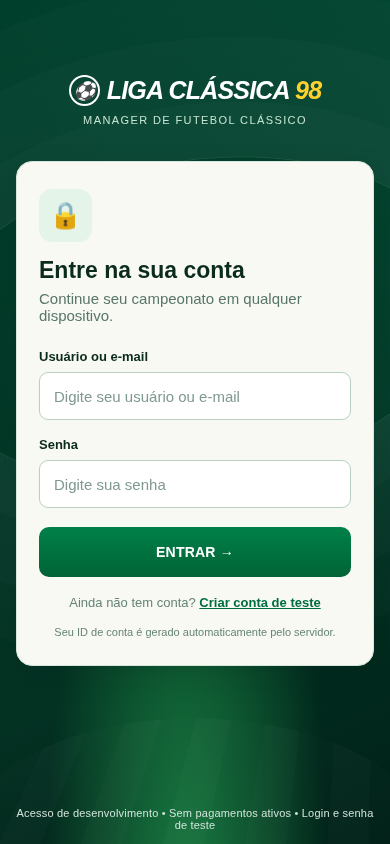 LIGA CLÁSSICA 98
MANAGER DE FUTEBOL CLÁSSICO
Entre na sua conta
Continue seu campeonato em qualquer
dispositivo.
Usuário ou e-mail
Digite seu usuário ou e-mail
Senha
Digite sua senha
ENTRAR →
Ainda não tem conta? Criar conta de teste
Seu ID de conta é gerado automaticamente pelo servidor.
Acesso de desenvolvimento • Sem pagamentos ativos • Login e senha
de teste